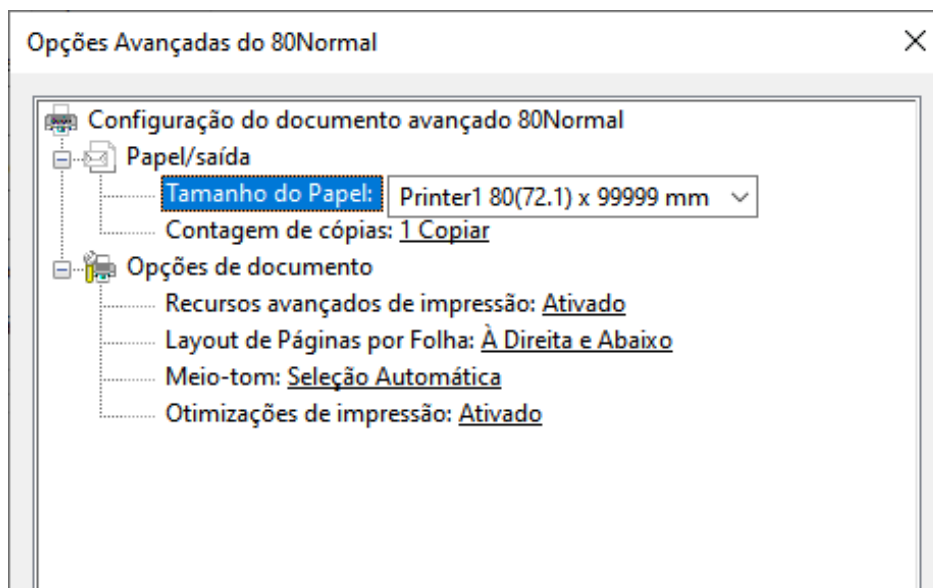 Opções Avançadas do 80Normal
Configuração do documento avançado 80Normal
Papel/saída
Tamanho do Papel: Printer1 80(72.1) x 99999 mm
Contagem de cópias: 1 Copiar
Opções de documento
Recursos avançados de impressão: Ativado
Layout de Páginas por Folha: À Direita e Abaixo
Meio-tom: Seleção Automática
Otimizações de impressão: Ativado